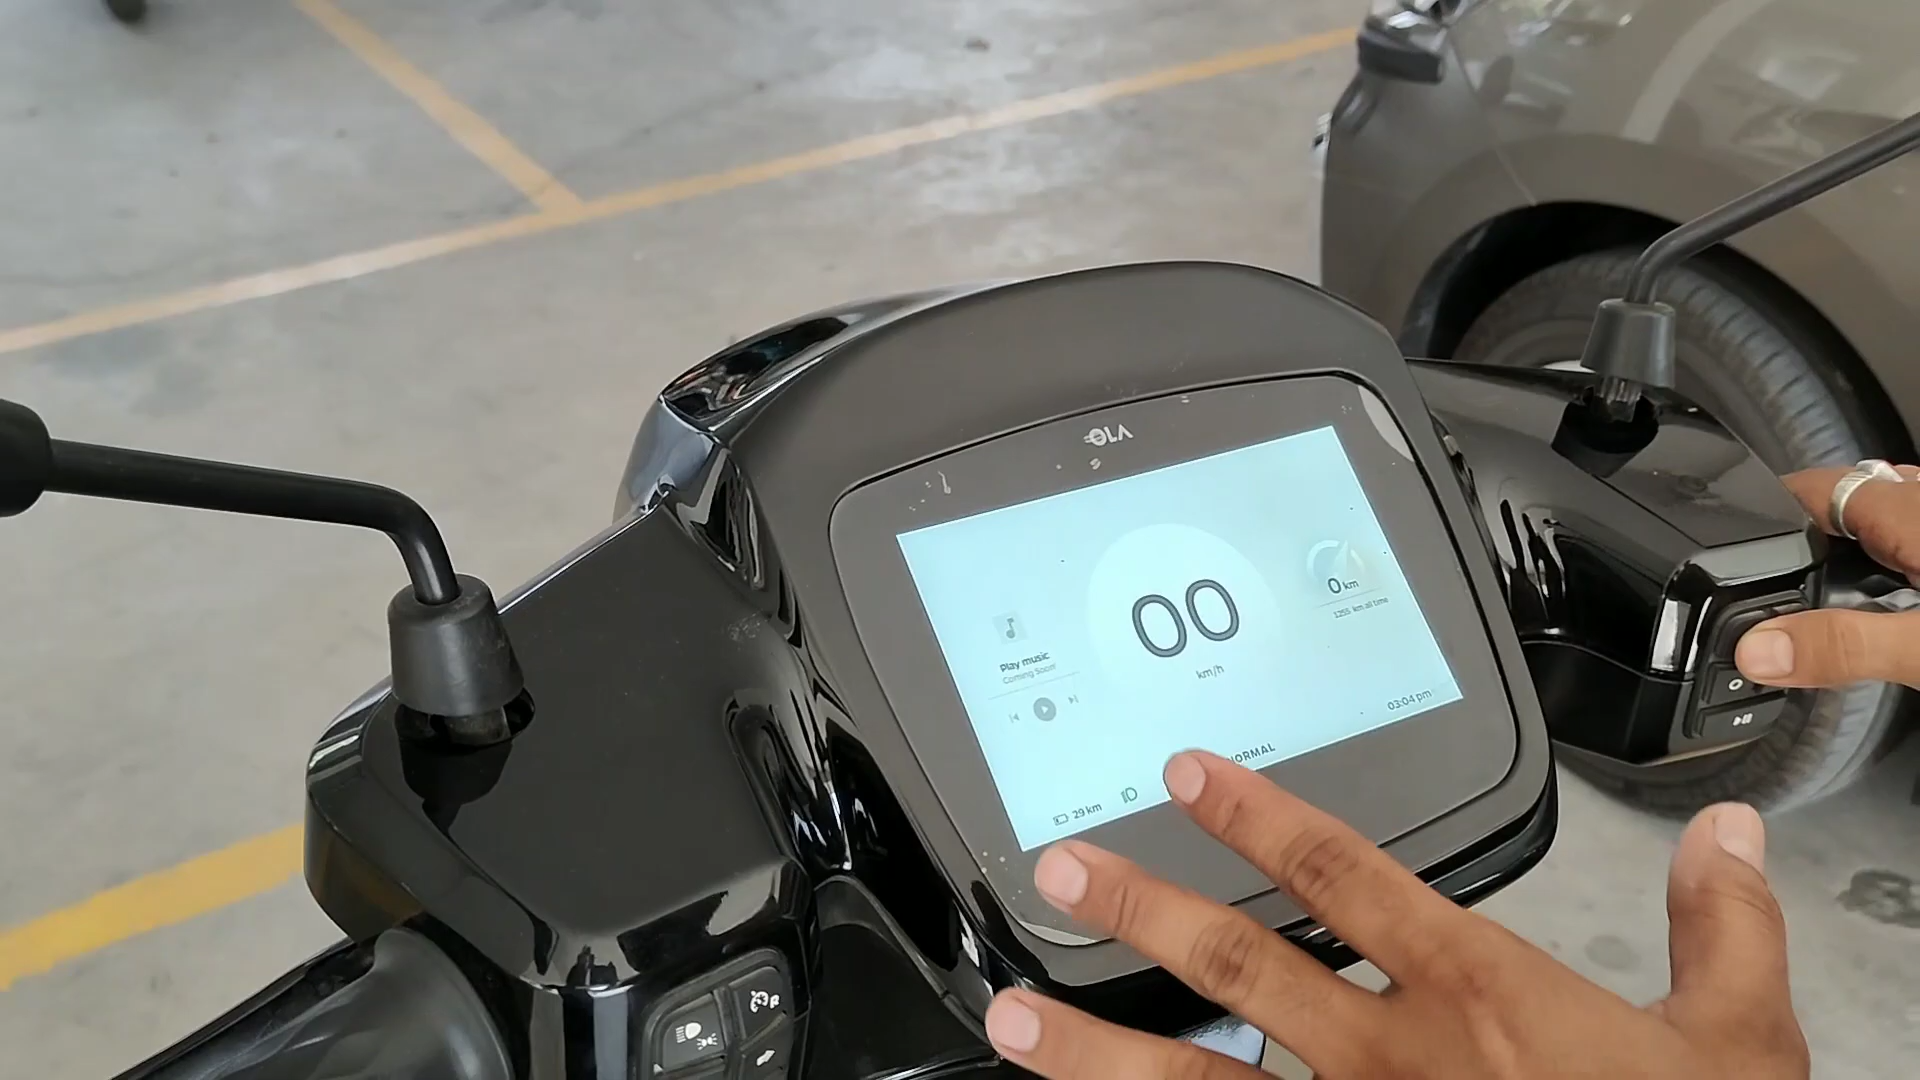 OLA
00
km/h
0 km
1255 km all time
Play music
Coming Soon
03:04 pm
NORMAL
29 km
R